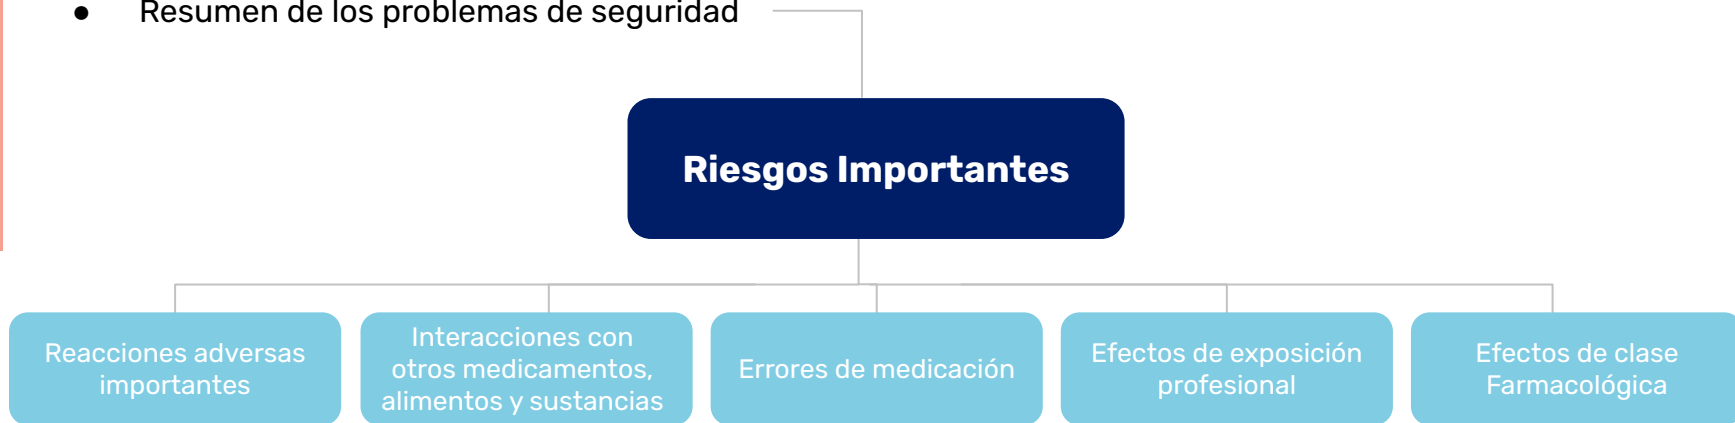 ● Resumen de los problemas de seguridad
Riesgos Importantes
Reacciones adversas
importantes
Interacciones con
otros medicamentos,
alimentos y sustancias
Errores de medicación
Efectos de exposición
profesional
Efectos de clase
Farmacológica